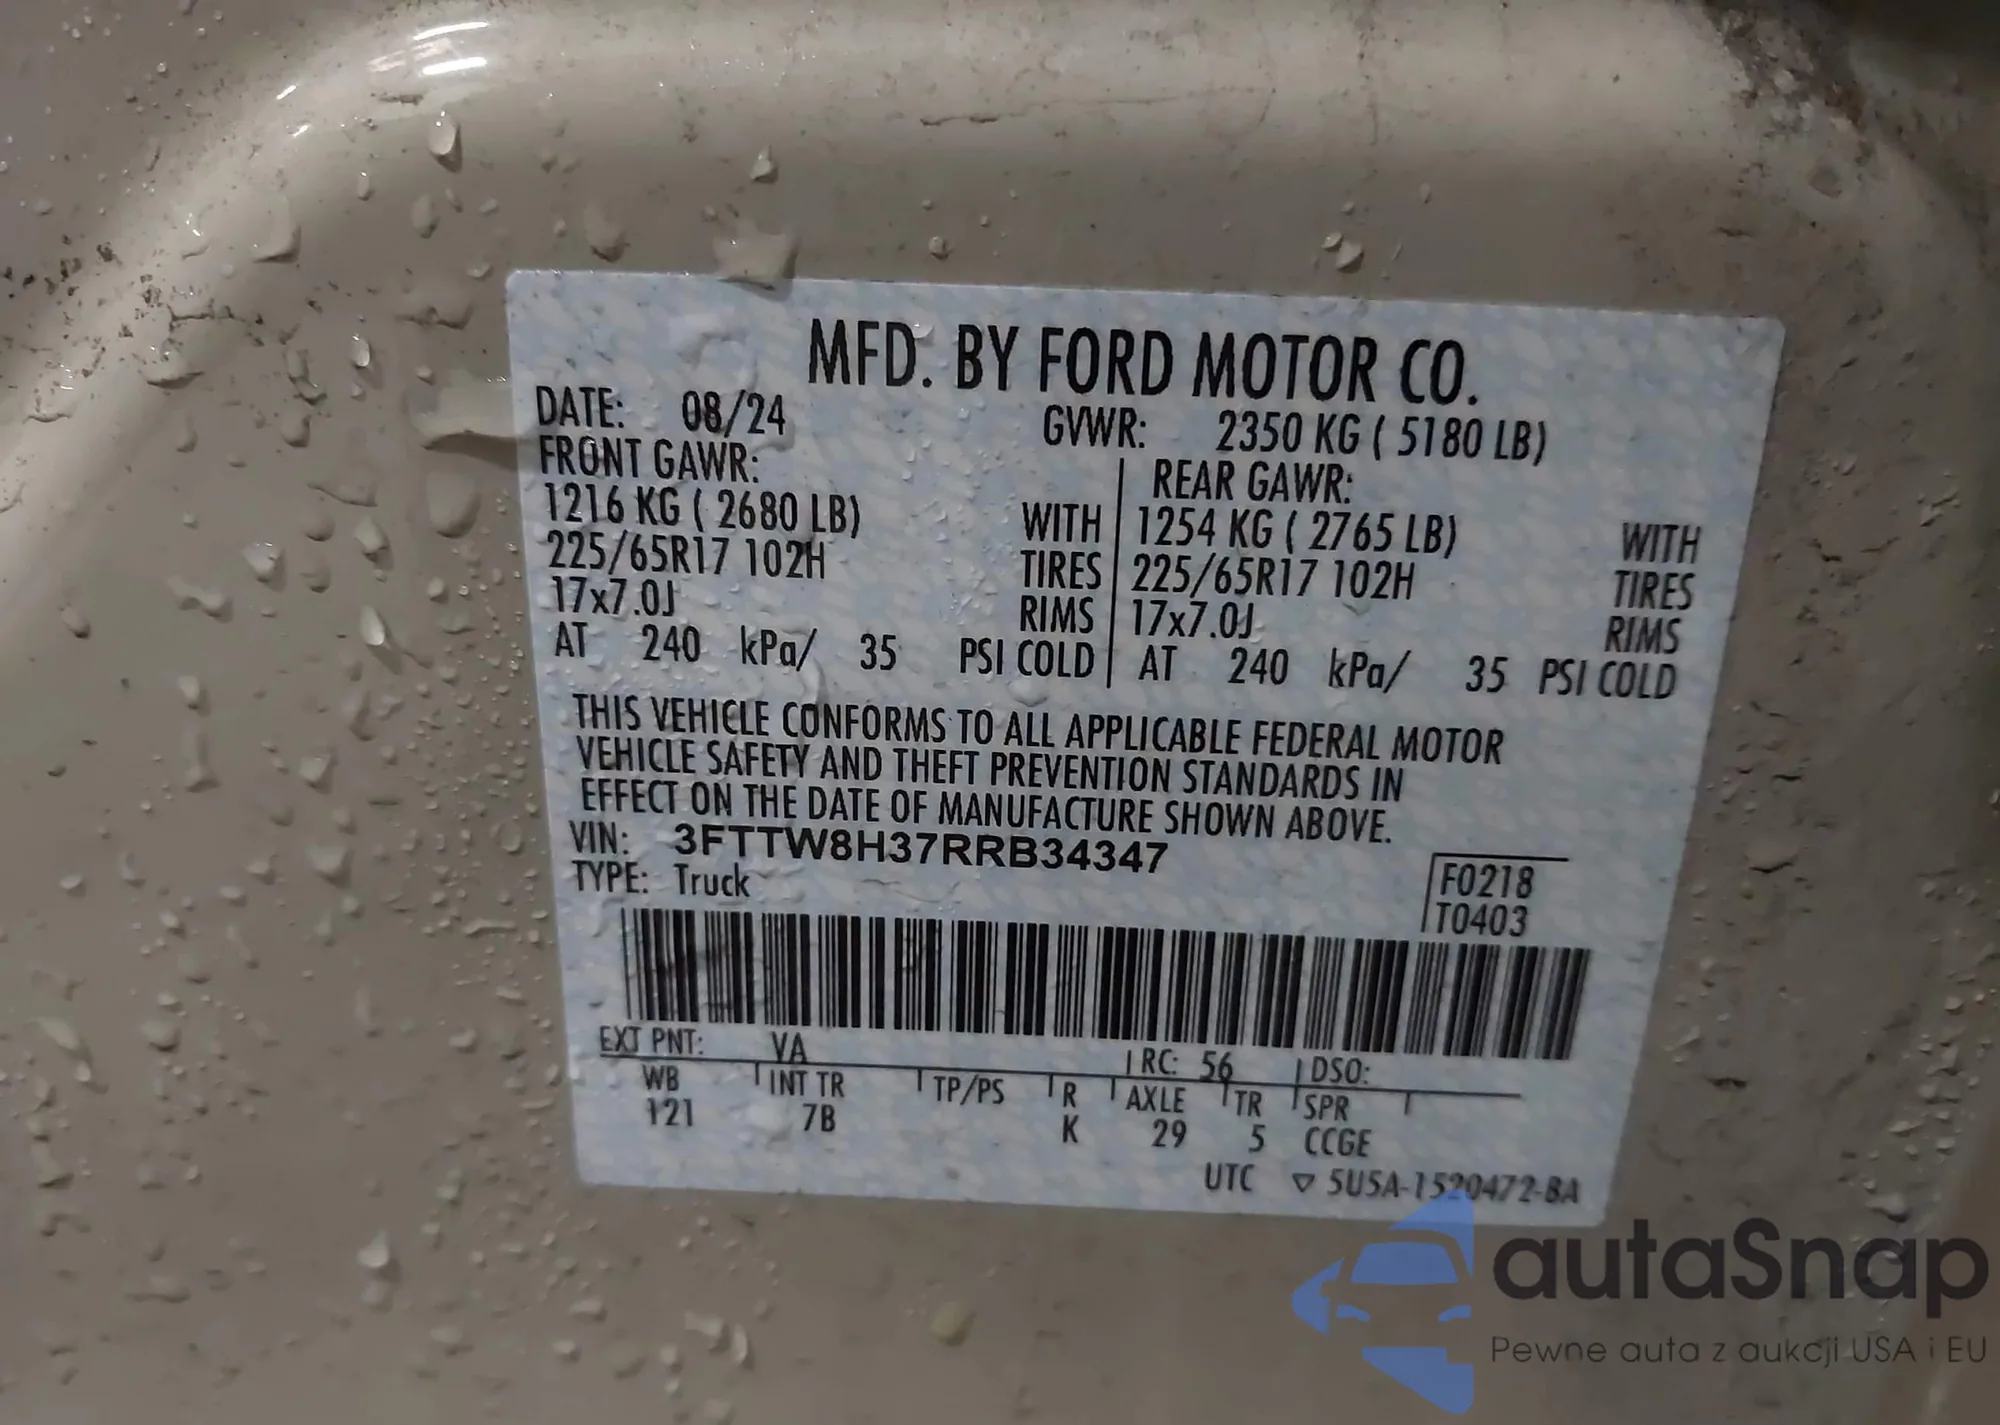 MFD. BY FORD MOTOR CO.
DATE: 08/24 GVWR: 2350 KG ( 5180 LB)
FRONT GAWR: REAR GAWR:
1216 KG ( 2680 LB) WITH 1254 KG ( 2765 LB) WITH
225/65R17 102H TIRES 225/65R17 102H TIRES
17x7.0J RIMS 17x7.0J RIMS
AT 240 kPa/ 35 PSI COLD AT 240 kPa/ 35 PSI COLD
THIS VEHICLE CONFORMS TO ALL APPLICABLE FEDERAL MOTOR
VEHICLE SAFETY AND THEFT PREVENTION STANDARDS IN
EFFECT ON THE DATE OF MANUFACTURE SHOWN ABOVE.
VIN: 3FTTW8H37RRB34347
TYPE: Truck
F0218
T0403
EXT PNT: VA RC: 56 DSO:
WB INT TR TP/PS R AXLE TR SPR
121 7B K 29 5 CCGE
UTC ▽ 5U5A-1520472-BA
autaSnap
Pewne auta z aukcji USA i EU